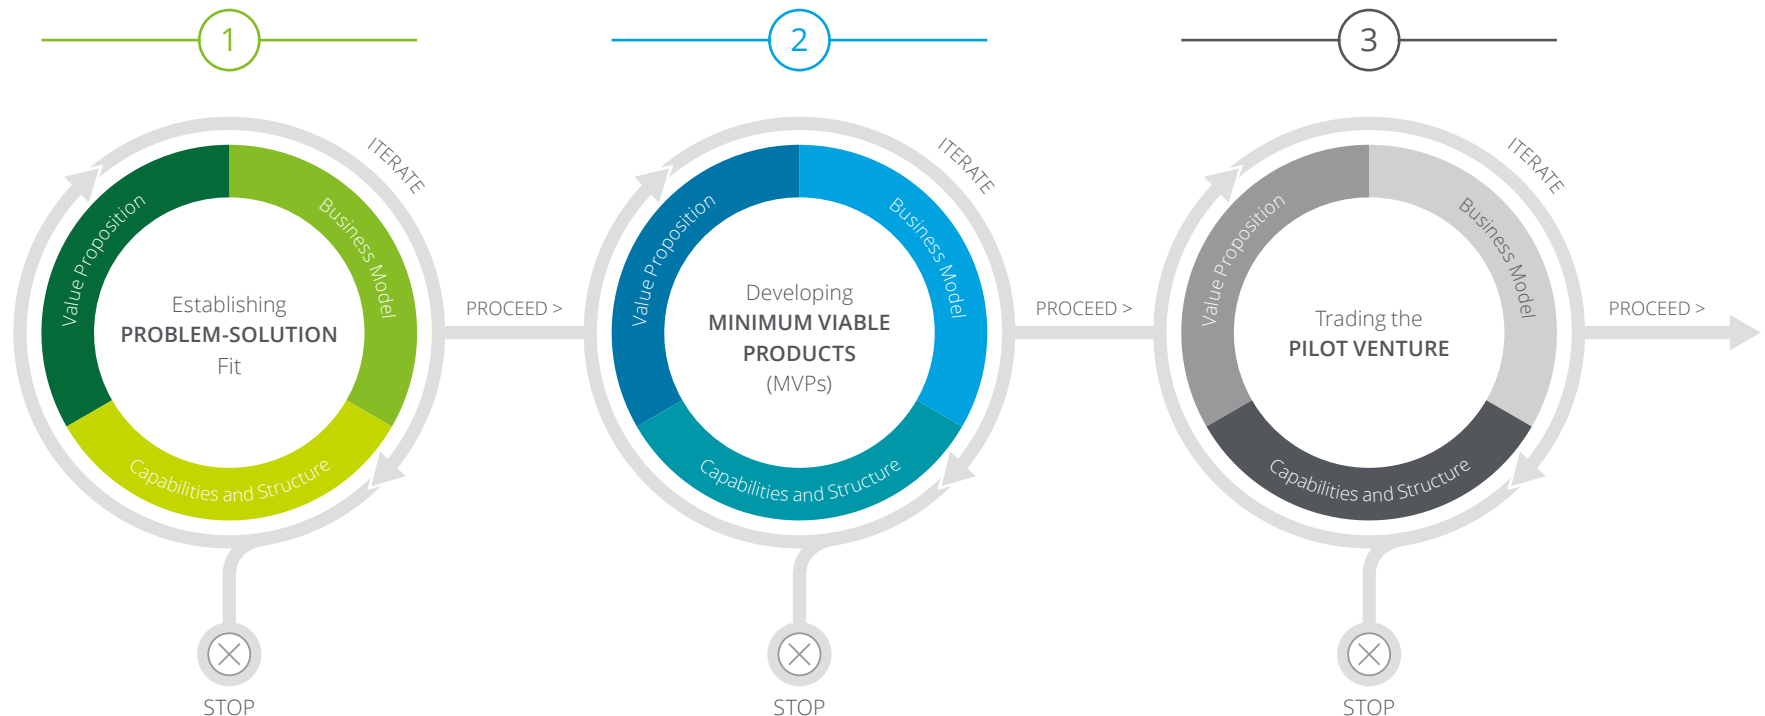 1
ITERATE
Value Proposition
Business Model
Establishing
PROBLEM-SOLUTION
Fit
Capabilities and Structure
PROCEED >
STOP
2
ITERATE
Value Proposition
Business Model
Developing
MINIMUM VIABLE
PRODUCTS
(MVPs)
Capabilities and Structure
PROCEED >
STOP
3
ITERATE
Value Proposition
Business Model
Trading the
PILOT VENTURE
Capabilities and Structure
PROCEED >
STOP